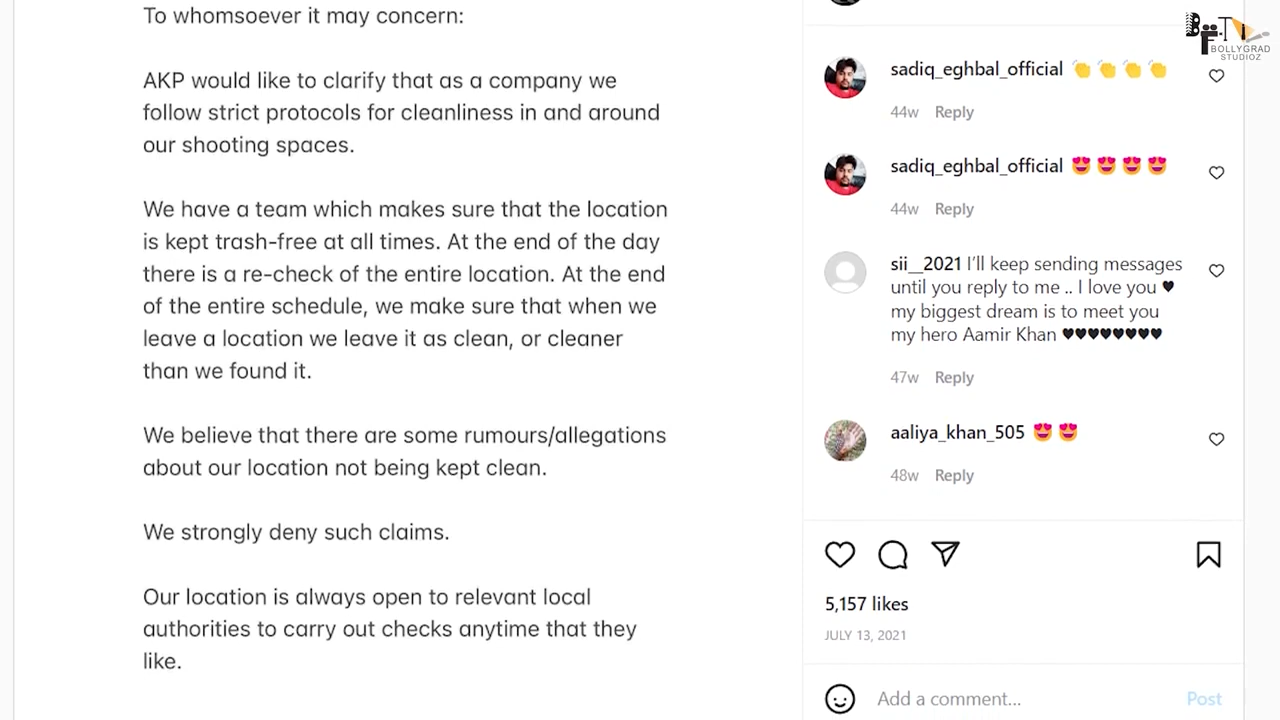 To whomsoever it may concern:
AKP would like to clarify that as a company we
follow strict protocols for cleanliness in and around
our shooting spaces.
We have a team which makes sure that the location
is kept trash-free at all times. At the end of the day
there is a re-check of the entire location. At the end
of the entire schedule, we make sure that when we
leave a location we leave it as clean, or cleaner
than we found it.
We believe that there are some rumours/allegations
about our location not being kept clean.
We strongly deny such claims.
Our location is always open to relevant local
authorities to carry out checks anytime that they
like.
BOLLYGRAD
STUDIOZ
sadiq_eghbal_official 👏👏👏👏
44w Reply
sadiq_eghbal_official 😍😍😍😍
44w Reply
sii__2021 I’ll keep sending messages
until you reply to me .. I love you ♥
my biggest dream is to meet you
my hero Aamir Khan ♥♥♥♥♥♥♥♥
47w Reply
aaliya_khan_505 😍😍
48w Reply
5,157 likes
JULY 13, 2021
Add a comment... Post